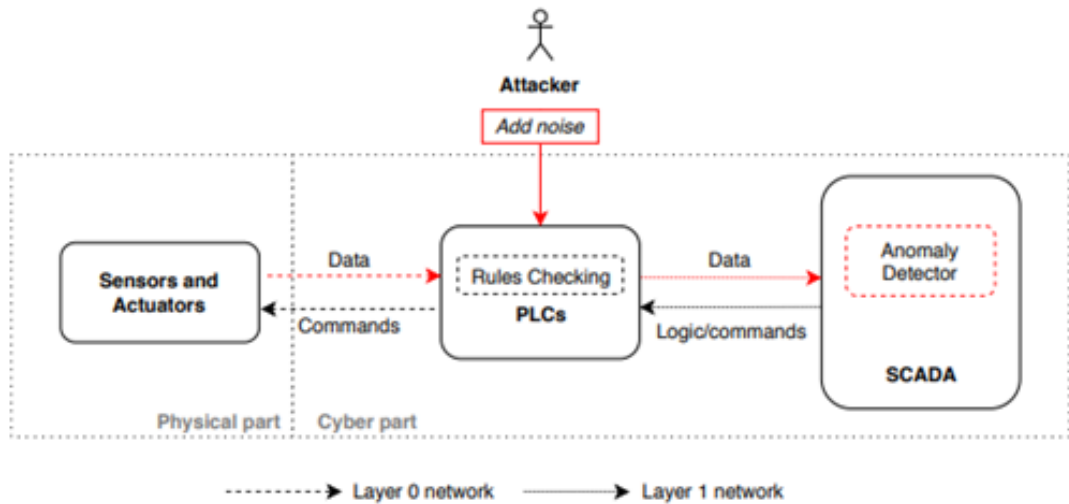 Attacker
Add noise
Data
Data
Sensors and
Actuators
Rules Checking
Anomaly
Detector
Commands
PLCs
Logic/commands
SCADA
Physical part
Cyber part
Layer 0 network
Layer 1 network